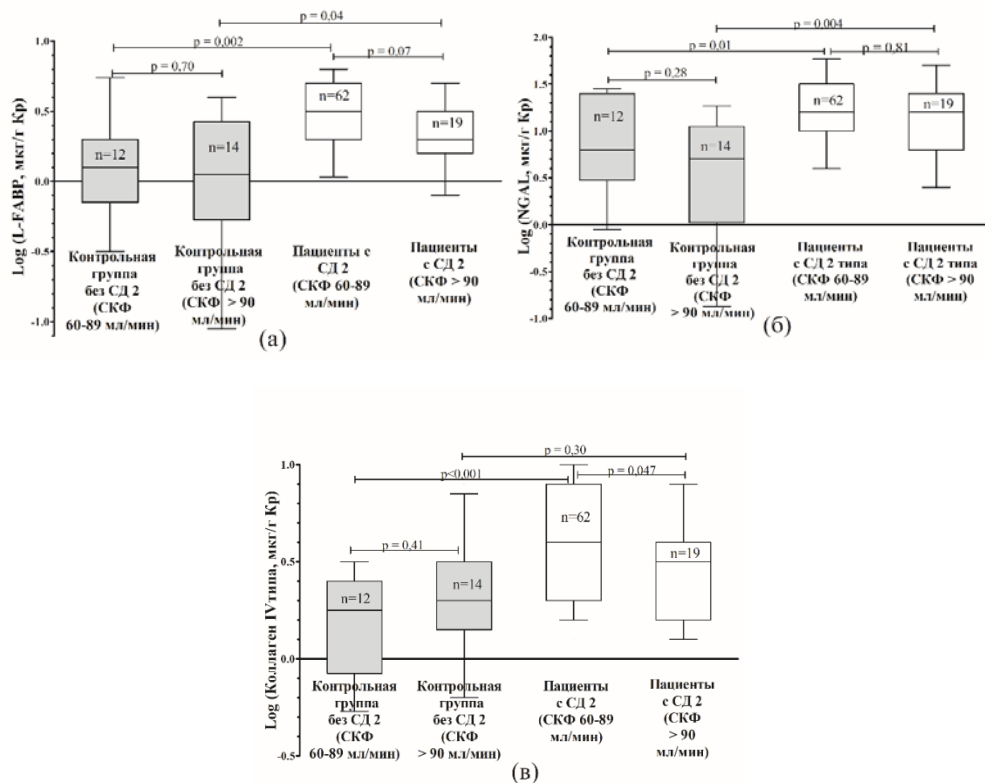 p = 0,04
p = 0,002
p = 0,07
p = 0,70
Log (L-FABP, мкг/г Кр)
1.0
0.5
0.0
-0.5
-1.0
n=12
n=14
n=62
n=19
Контрольная
группа
без СД 2
(СКФ
60-89 мл/мин)
Контрольная
группа
без СД 2
(СКФ > 90
мл/мин)
Пациенты с
СД 2
(СКФ 60-89
мл/мин)
Пациенты
с СД 2
(СКФ > 90
мл/мин)
(а)
p = 0,004
p = 0,01
p = 0,81
p = 0,28
Log (NGAL, мкг/г Кр)
2.0
1.5
1.0
0.5
0.0
-0.5
-1.0
n=12
n=14
n=62
n=19
Контрольная
группа
без СД 2
(СКФ
60-89 мл/мин)
Контрольная
группа
без СД 2
(СКФ
> 90 мл/мин)
Пациенты
с СД 2 типа
(СКФ 60-89
мл/мин)
Пациенты
с СД 2 типа
(СКФ > 90
мл/мин)
(б)
p = 0,30
p<0,001
p = 0,047
p = 0,41
Log (Коллаген IVтипа, мкг/г Кр)
1.0
0.5
0.0
-0.5
n=12
n=14
n=62
n=19
Контрольная
группа
без СД 2
(СКФ
60-89 мл/мин)
Контрольная
группа
без СД 2
(СКФ
> 90 мл/мин)
Пациенты
с СД 2
(СКФ 60-89
мл/мин)
Пациенты
с СД 2
(СКФ
> 90
мл/мин)
(в)